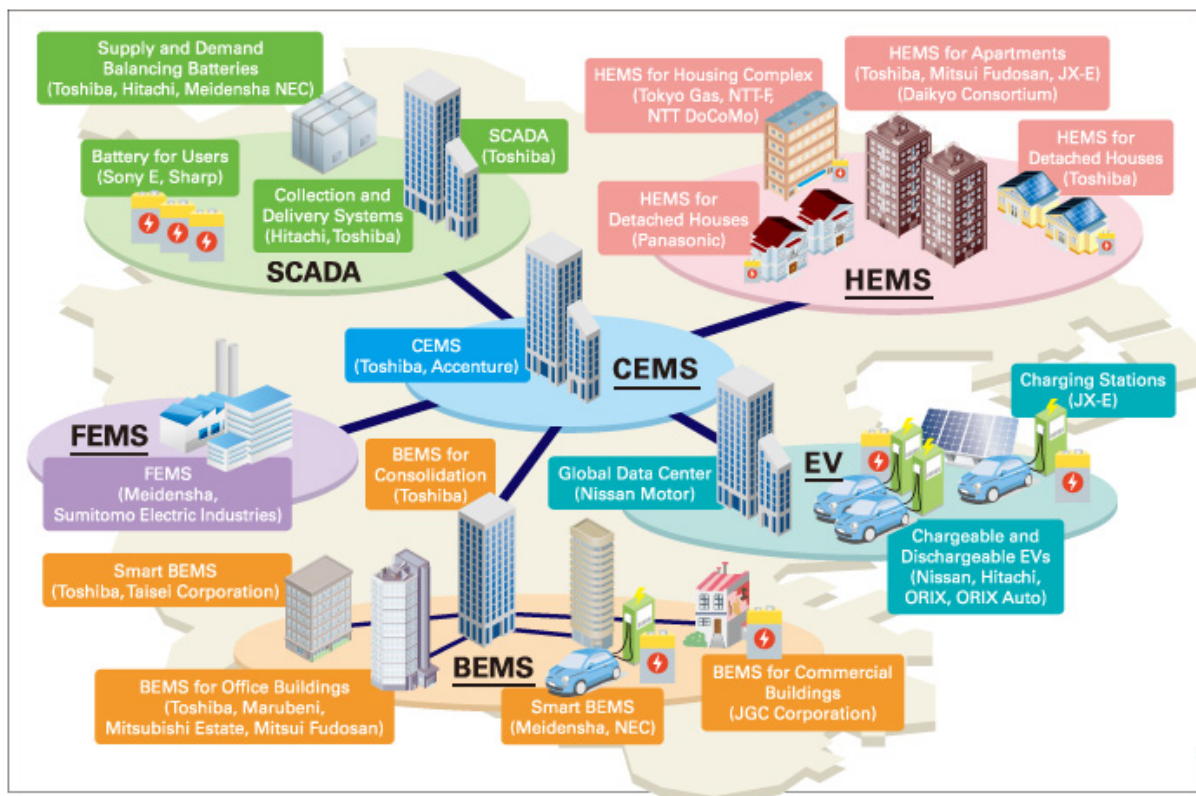 Supply and Demand
Balancing Batteries
(Toshiba, Hitachi, Meidensha NEC)
Battery for Users
(Sony E, Sharp)
SCADA
(Toshiba)
Collection and
Delivery Systems
(Hitachi, Toshiba)
SCADA
HEMS for Housing Complex
(Tokyo Gas, NTT-F,
NTT DoCoMo)
HEMS for Apartments
(Toshiba, Mitsui Fudosan, JX-E)
(Daikyo Consortium)
HEMS for
Detached Houses
(Toshiba)
HEMS for
Detached Houses
(Panasonic)
HEMS
CEMS
(Toshiba, Accenture)
CEMS
FEMS
FEMS
(Meidensha,
Sumitomo Electric Industries)
BEMS for
Consolidation
(Toshiba)
Global Data Center
(Nissan Motor)
EV
Charging Stations
(JX-E)
Chargeable and
Dischargeable EVs
(Nissan, Hitachi,
ORIX, ORIX Auto)
Smart BEMS
(Toshiba, Taisei Corporation)
BEMS
BEMS for Office Buildings
(Toshiba, Marubeni,
Mitsubishi Estate, Mitsui Fudosan)
Smart BEMS
(Meidensha, NEC)
BEMS for Commercial
Buildings
(JGC Corporation)